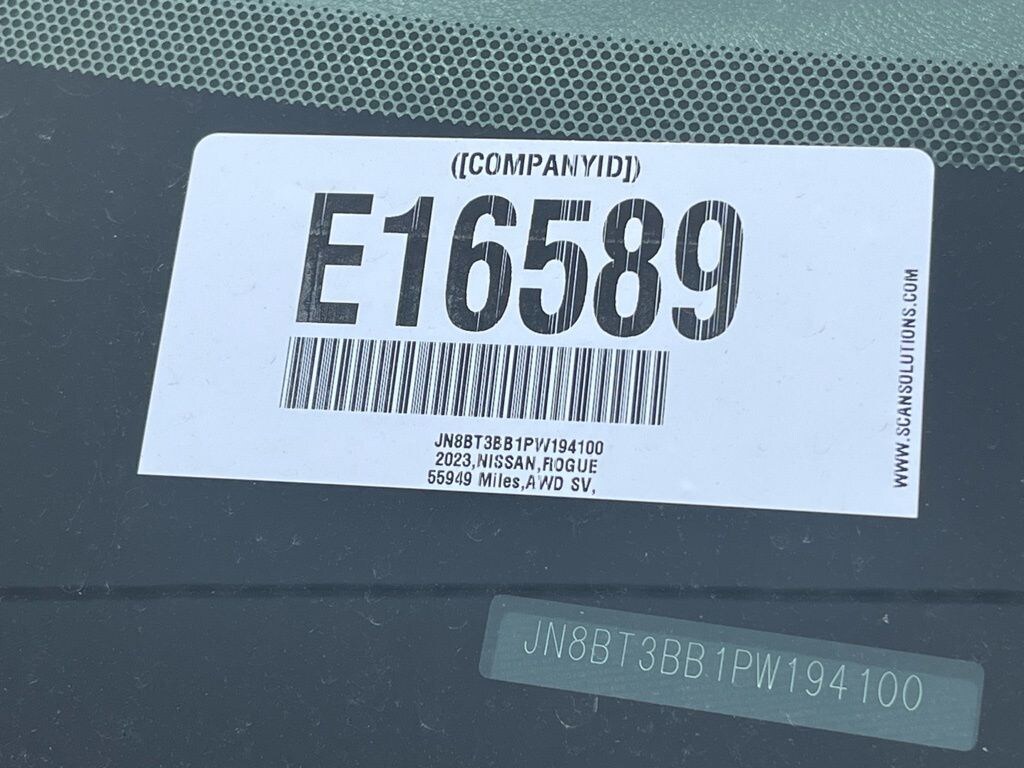 ([COMPANYID])
E16589
JN8BT3BB1PW194100
2023,NISSAN,ROGUE
55949 Miles,AWD SV,
WWW.SCANSOLUTIONS.COM
JN8BT3BB1PW194100